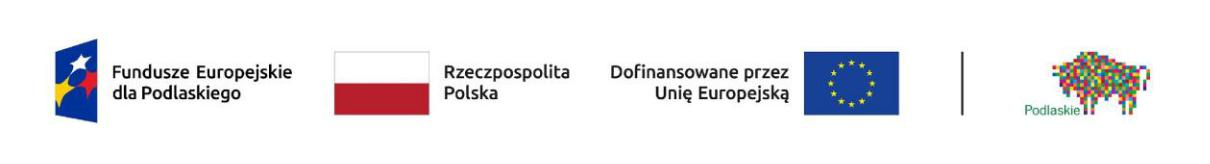 Fundusze Europejskie
dla Podlaskiego
Rzeczpospolita
Polska
Dofinansowane przez
Unię Europejską
Podlaskie